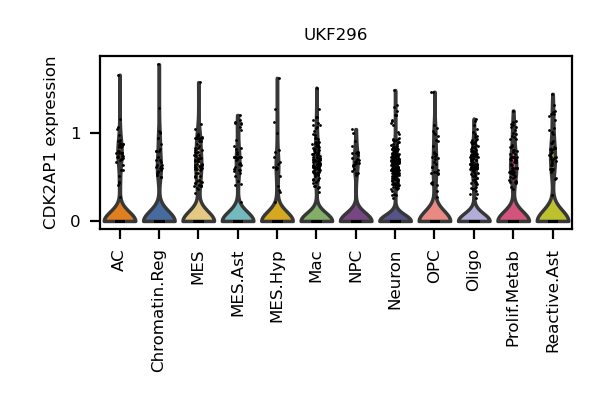 UKF296
CDK2AP1 expression
1
0
AC
Chromatin.Reg
MES
MES.Ast
MES.Hyp
Mac
NPC
Neuron
OPC
Oligo
Prolif.Metab
Reactive.Ast